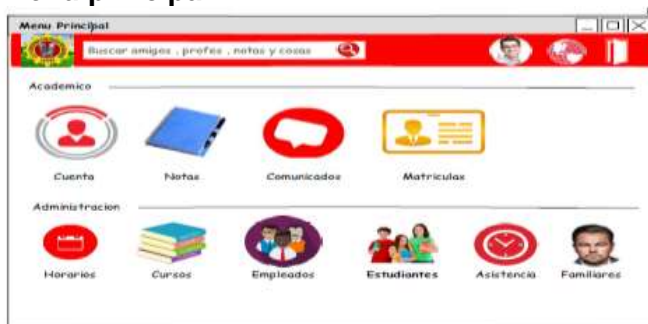 Menu Principal
Buscar amigos , profes , notas y cosas
Academico
Cuenta Notas Comunicados Matriculas
Administracion
Horarios Cursos Empleados Estudiantes Asistencia Familiares